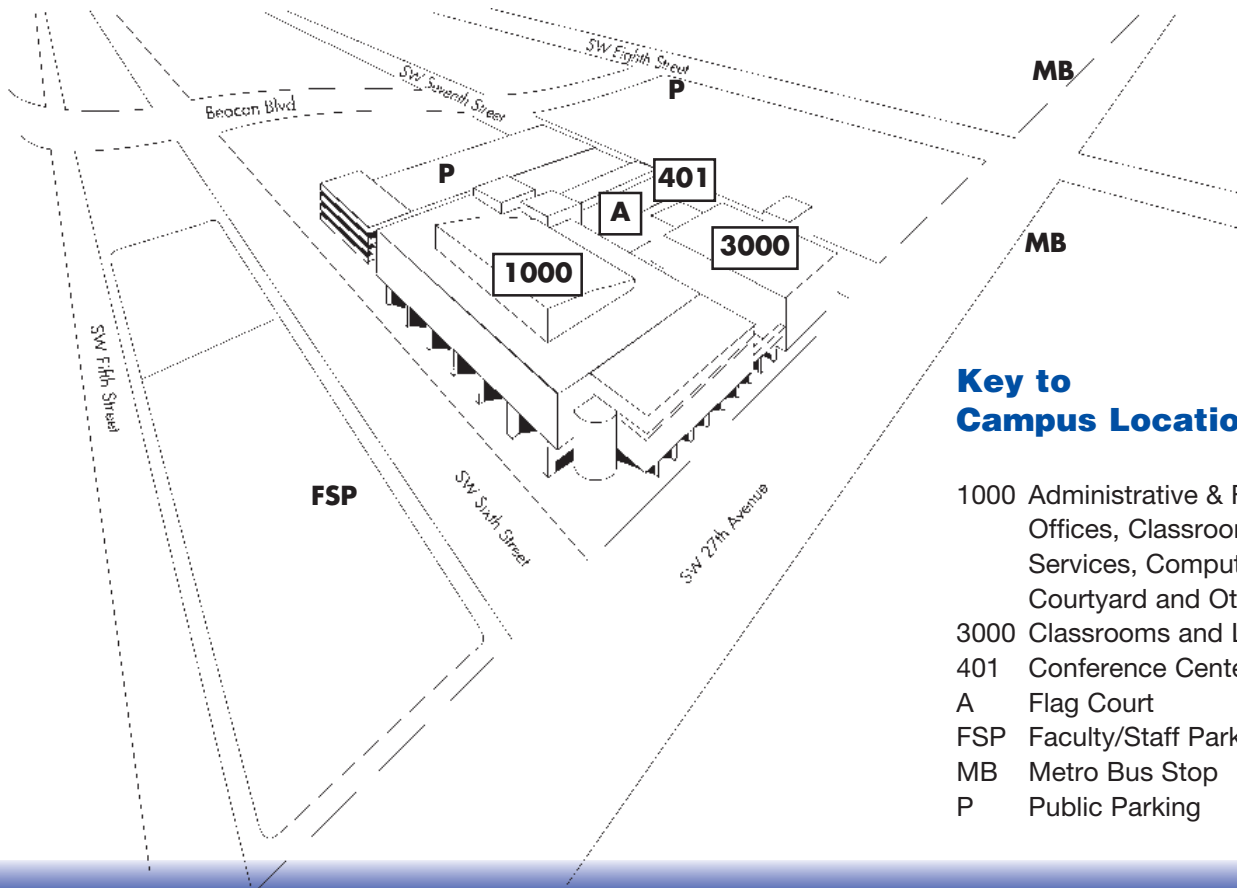 SW Eighth Street
MB
SW Seventh Street
P
Beacon Blvd
P
401
A
3000
MB
1000
SW Fifth Street
Key to
Campus Locatio
FSP
SW Sixth Street
SW 27th Avenue
1000 Administrative & F
Offices, Classroo
Services, Comput
Courtyard and Ot
3000 Classrooms and L
401 Conference Cente
A Flag Court
FSP Faculty/Staff Park
MB Metro Bus Stop
P Public Parking